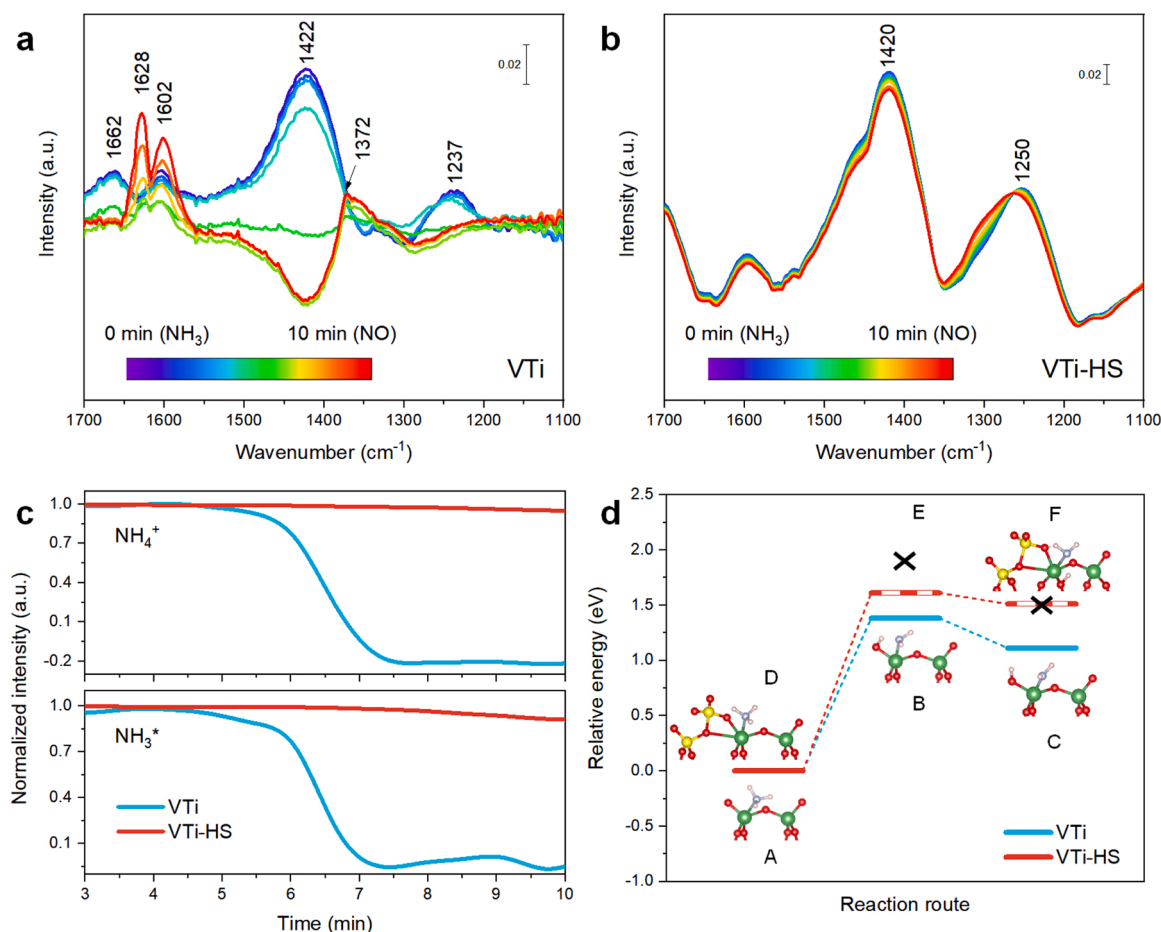 a
1662
1628
1602
1422
1372
1237
0.02
Intensity (a.u.)
0 min (NH₃)
10 min (NO)
VTi
1700 1600 1500 1400 1300 1200 1100
Wavenumber (cm⁻¹)
b
1420
1250
0.02
Intensity (a.u.)
0 min (NH₃)
10 min (NO)
VTi-HS
1700 1600 1500 1400 1300 1200 1100
Wavenumber (cm⁻¹)
c
Normalized intensity (a.u.)
1.0
0.7
0.4
0.1
-0.2
NH₄⁺
1.0
0.7
0.4
0.1
NH₃*
VTi
VTi-HS
3 4 5 6 7 8 9 10
Time (min)
d
Relative energy (eV)
2.5
2.0
1.5
1.0
0.5
0.0
-0.5
-1.0
E
F
D
B
C
A
VTi
VTi-HS
Reaction route